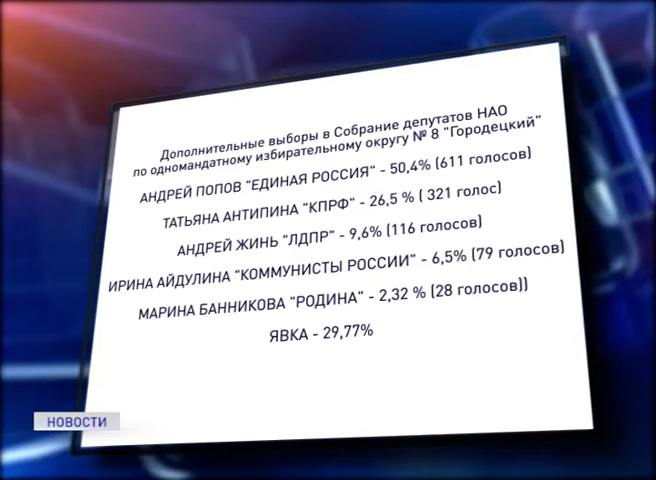 Дополнительные выборы в Собрание депутатов НАО
по одномандатному избирательному округу № 8 "Городецкий"
АНДРЕЙ ПОПОВ "ЕДИНАЯ РОССИЯ" - 50,4% (611 голосов)
ТАТЬЯНА АНТИПИНА "КПРФ" - 26,5 % ( 321 голос)
АНДРЕЙ ЖИНЬ "ЛДПР" - 9,6% (116 голосов)
ИРИНА АЙДУЛИНА "КОММУНИСТЫ РОССИИ" - 6,5% (79 голосов)
МАРИНА БАННИКОВА "РОДИНА" - 2,32 % (28 голосов))
ЯВКА - 29,77%
НОВОСТИ